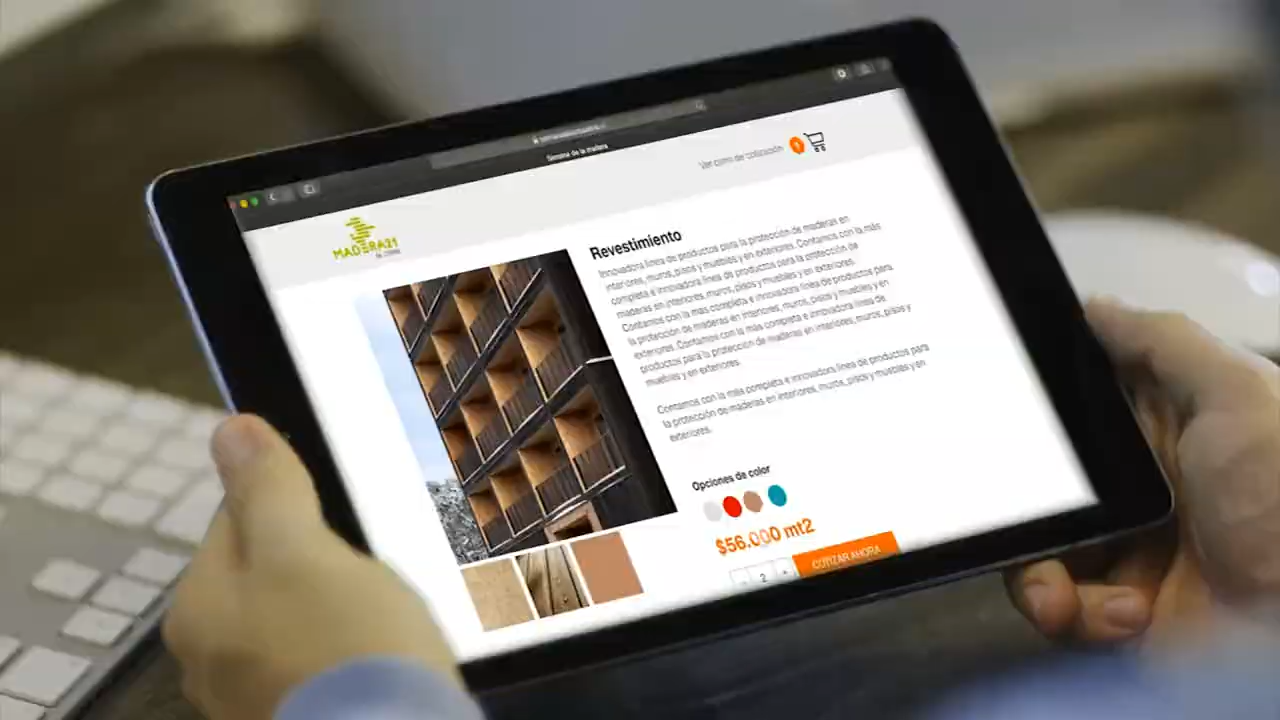 Semana de la madera
Ver carro de cotización
1
MADERA21
Revestimiento
Innovadora línea de productos para la protección de maderas en
interiores, muros, pisos y muebles y en exteriores. Contamos con la más
completa e innovadora línea de productos para la protección de
maderas en interiores, muros, pisos y muebles y en exteriores.
Contamos con la más completa e innovadora línea de productos para
la protección de maderas en interiores, muros, pisos y muebles y en
exteriores. Contamos con la más completa e innovadora línea de
productos para la protección de maderas en interiores, muros, pisos y
muebles y en exteriores.
Contamos con la más completa e innovadora línea de productos para
la protección de maderas en interiores, muros, pisos y muebles y en
exteriores.
Opciones de color
$56.000 mt2
- 2 +
COTIZAR AHORA